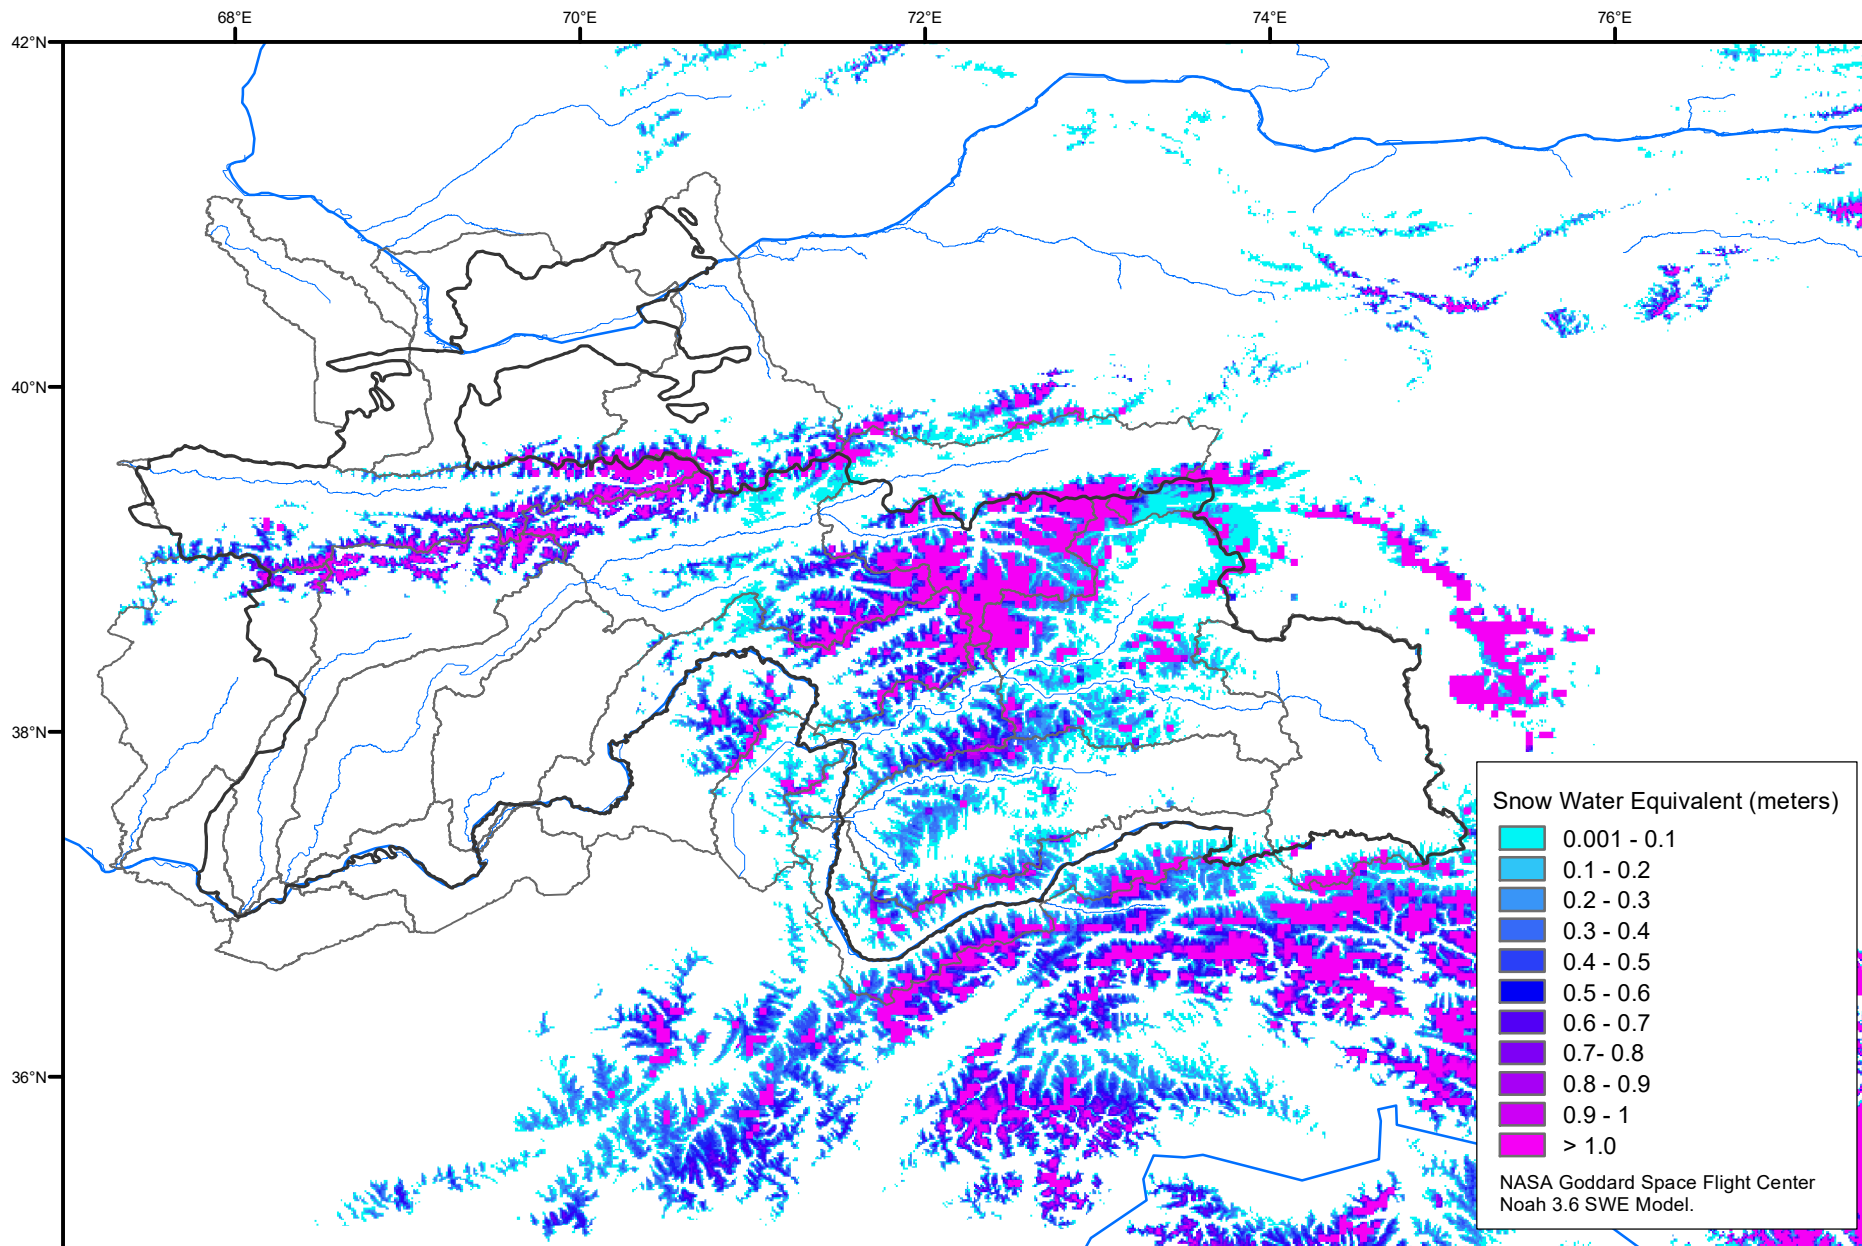 68°E 70°E 72°E 74°E 76°E
42°N
40°N
38°N
36°N
Snow Water Equivalent (meters)
0.001 - 0.1
0.1 - 0.2
0.2 - 0.3
0.3 - 0.4
0.4 - 0.5
0.5 - 0.6
0.6 - 0.7
0.7- 0.8
0.8 - 0.9
0.9 - 1
> 1.0
NASA Goddard Space Flight Center
Noah 3.6 SWE Model.